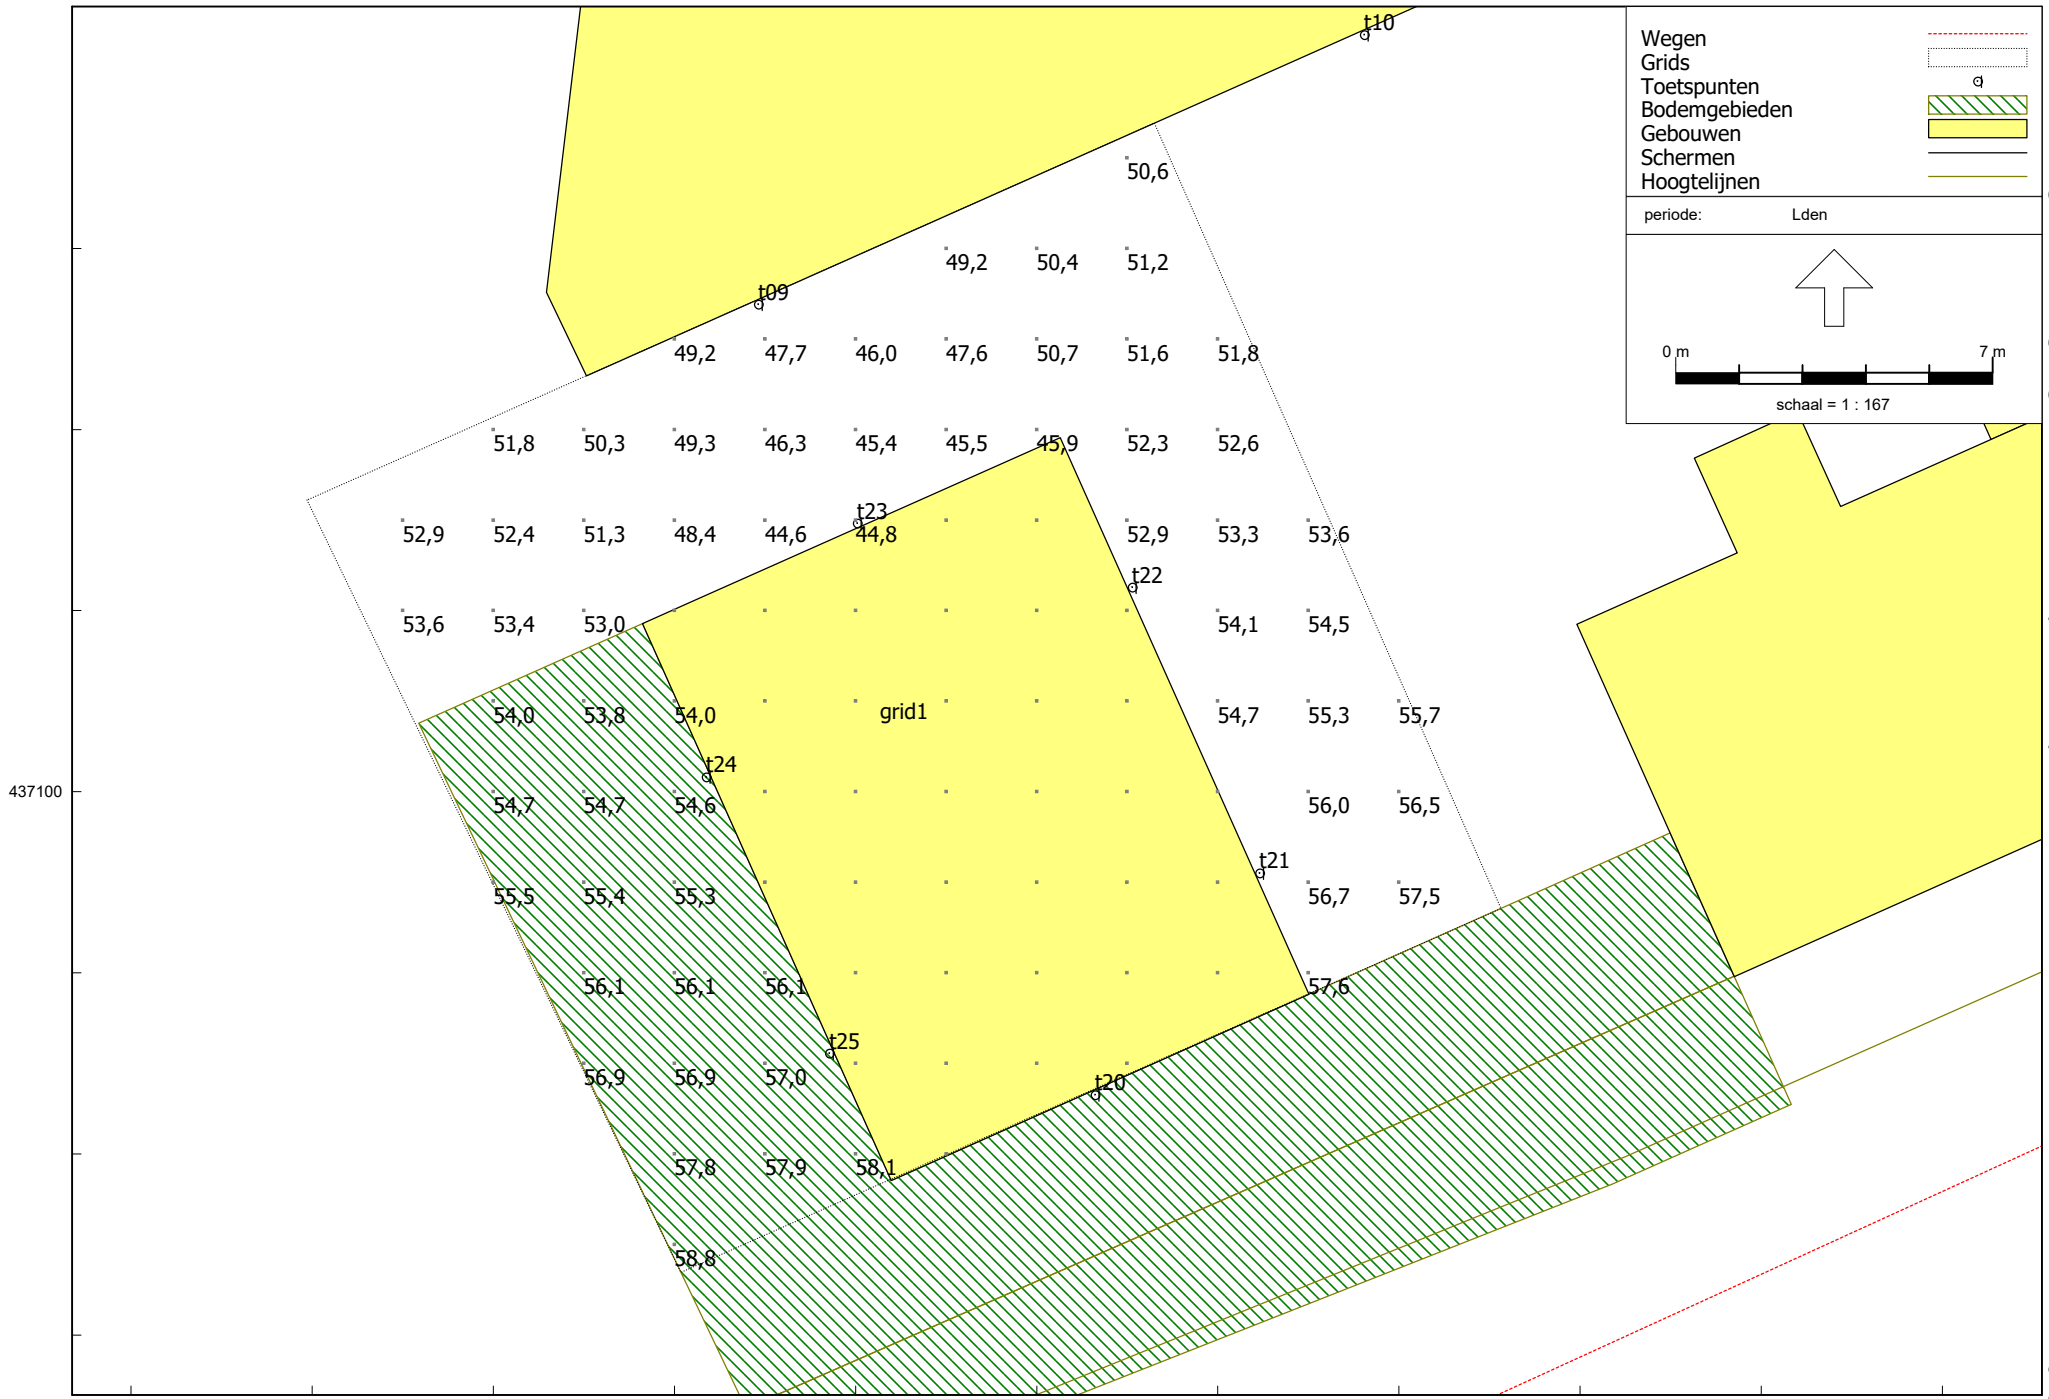 t10
Wegen
Grids
Toetspunten
Bodemgebieden
Gebouwen
Schermen
Hoogtelijnen
periode: Lden
0 m 7 m
schaal = 1 : 167
50,6
49,2 50,4 51,2
t09
49,2 47,7 46,0 47,6 50,7 51,6 51,8
51,8 50,3 49,3 46,3 45,4 45,5 45,9 52,3 52,6
t23
52,9 52,4 51,3 48,4 44,6 44,8 52,9 53,3 53,6
t22
53,6 53,4 53,0 54,1 54,5
54,0 53,8 54,0 grid1 54,7 55,3 55,7
t24
437100
54,7 54,7 54,6 56,0 56,5
t21
55,5 55,4 55,3 56,7 57,5
56,1 56,1 56,1 57,6
t25
56,9 56,9 57,0
t20
57,8 57,9 58,1
58,8